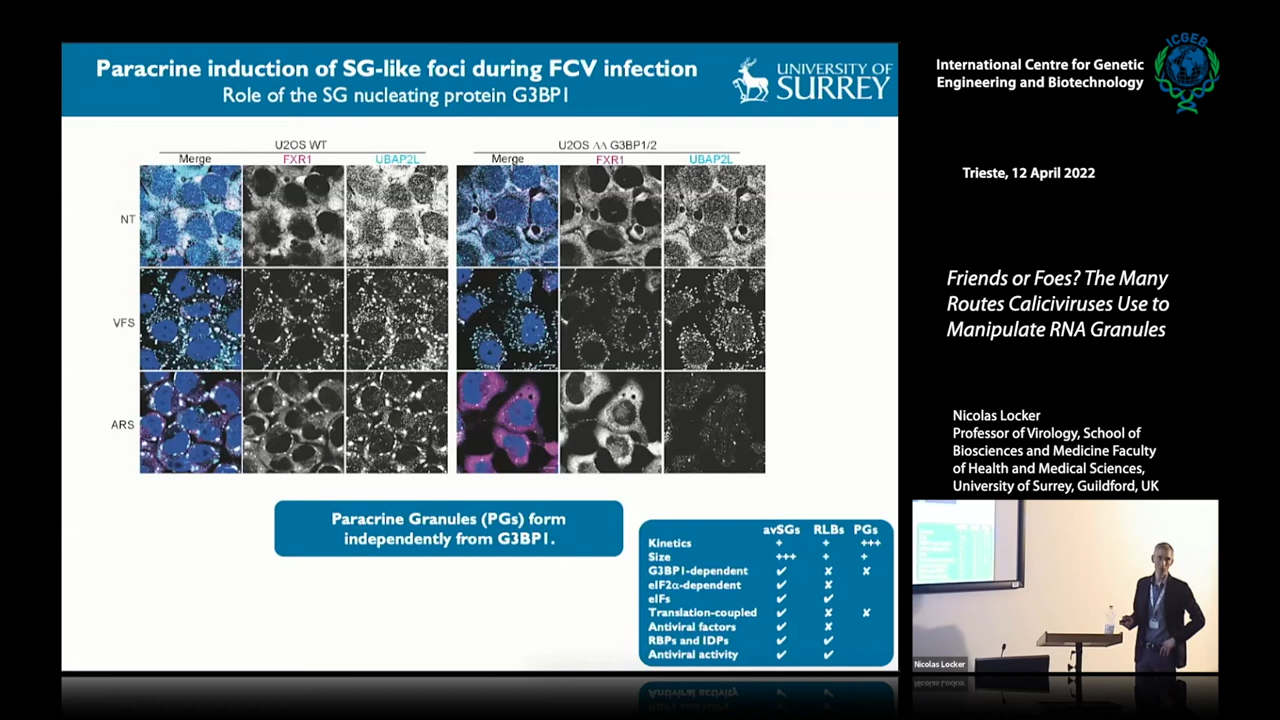 Paracrine induction of SG-like foci during FCV infection
Role of the SG nucleating protein G3BP1
UNIVERSITY OF
SURREY
U2OS WT
U2OS ΔΔ G3BP1/2
Merge FXR1 UBAP2L Merge FXR1 UBAP2L
NT
VFS
ARS
Paracrine Granules (PGs) form
independently from G3BP1.
avSGs RLBs PGs
Kinetics + + +++
Size +++ + +
G3BP1-dependent ✔ ✘ ✘
eIF2α-dependent ✔ ✘
eIFs ✔ ✔
Translation-coupled ✔ ✘ ✘
Antiviral factors ✔ ✘
RBPs and IDPs ✔ ✔
Antiviral activity ✔ ✔
International Centre for Genetic
Engineering and Biotechnology
ICGEB
Trieste, 12 April 2022
Friends or Foes? The Many
Routes Caliciviruses Use to
Manipulate RNA Granules
Nicolas Locker
Professor of Virology, School of
Biosciences and Medicine Faculty
of Health and Medical Sciences,
University of Surrey, Guildford, UK
Nicolas Locker